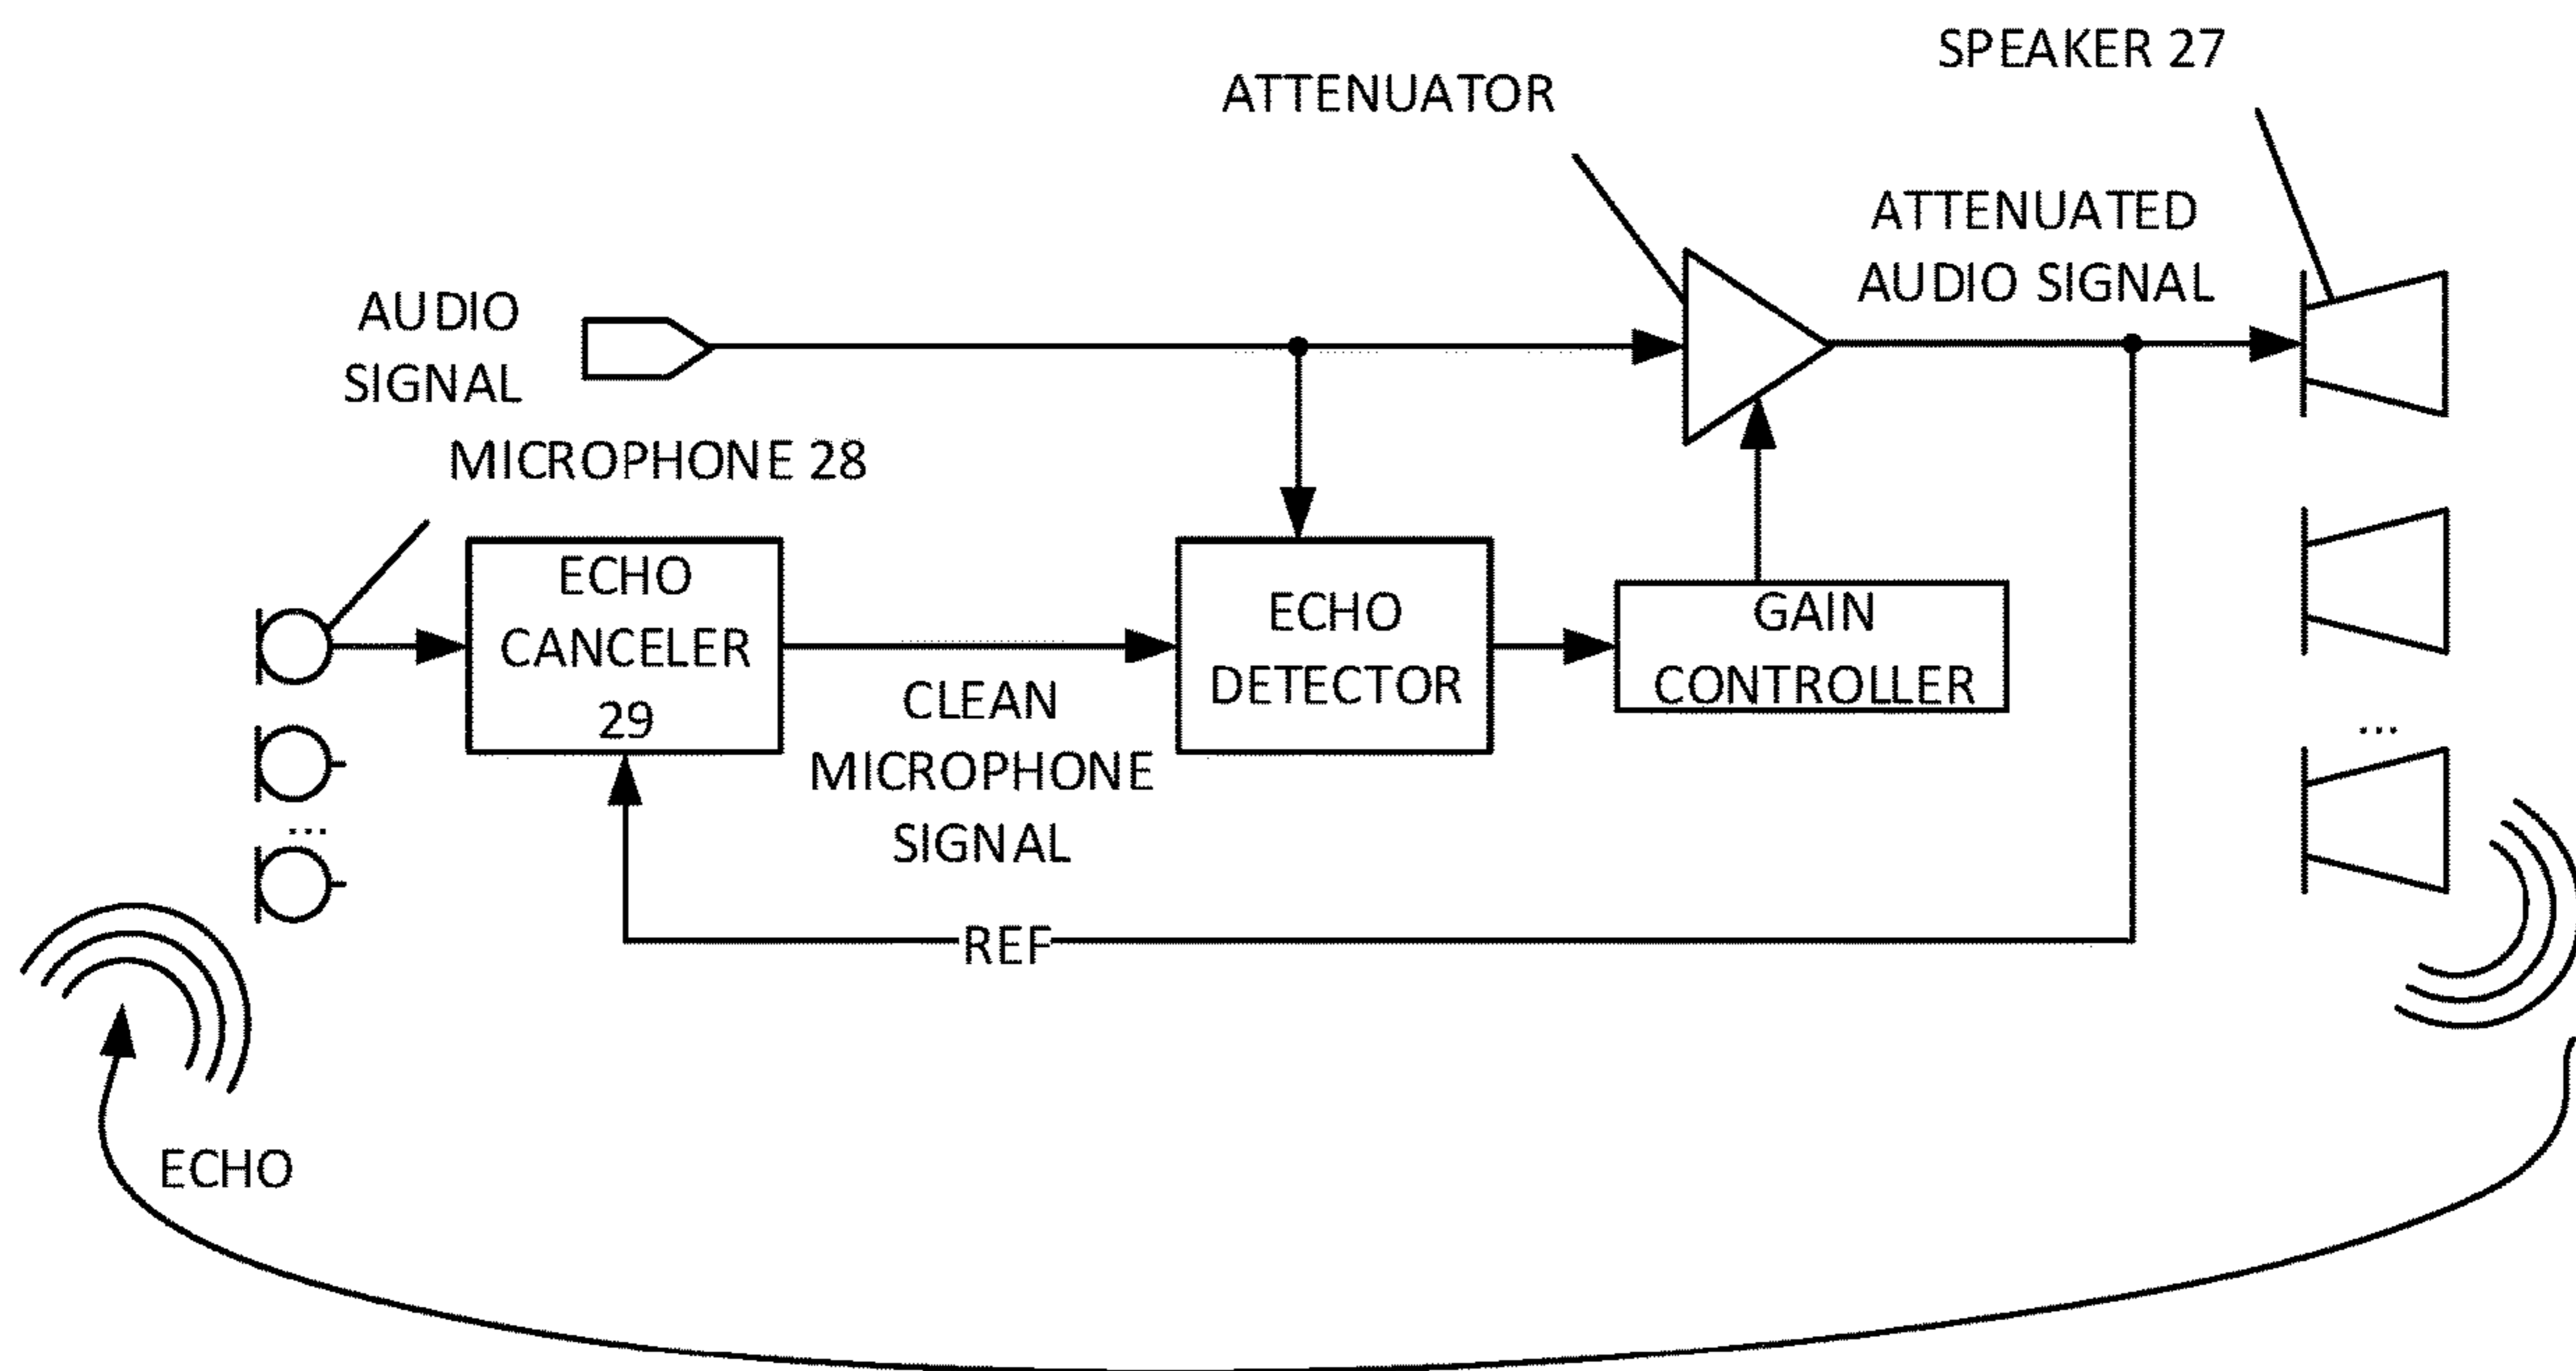 SPEAKER 27
ATTENUATOR
ATTENUATED
AUDIO SIGNAL
AUDIO
SIGNAL
MICROPHONE 28
ECHO
CANCELER
29
CLEAN
MICROPHONE
SIGNAL
ECHO
DETECTOR
GAIN
CONTROLLER
...
...
REF
ECHO